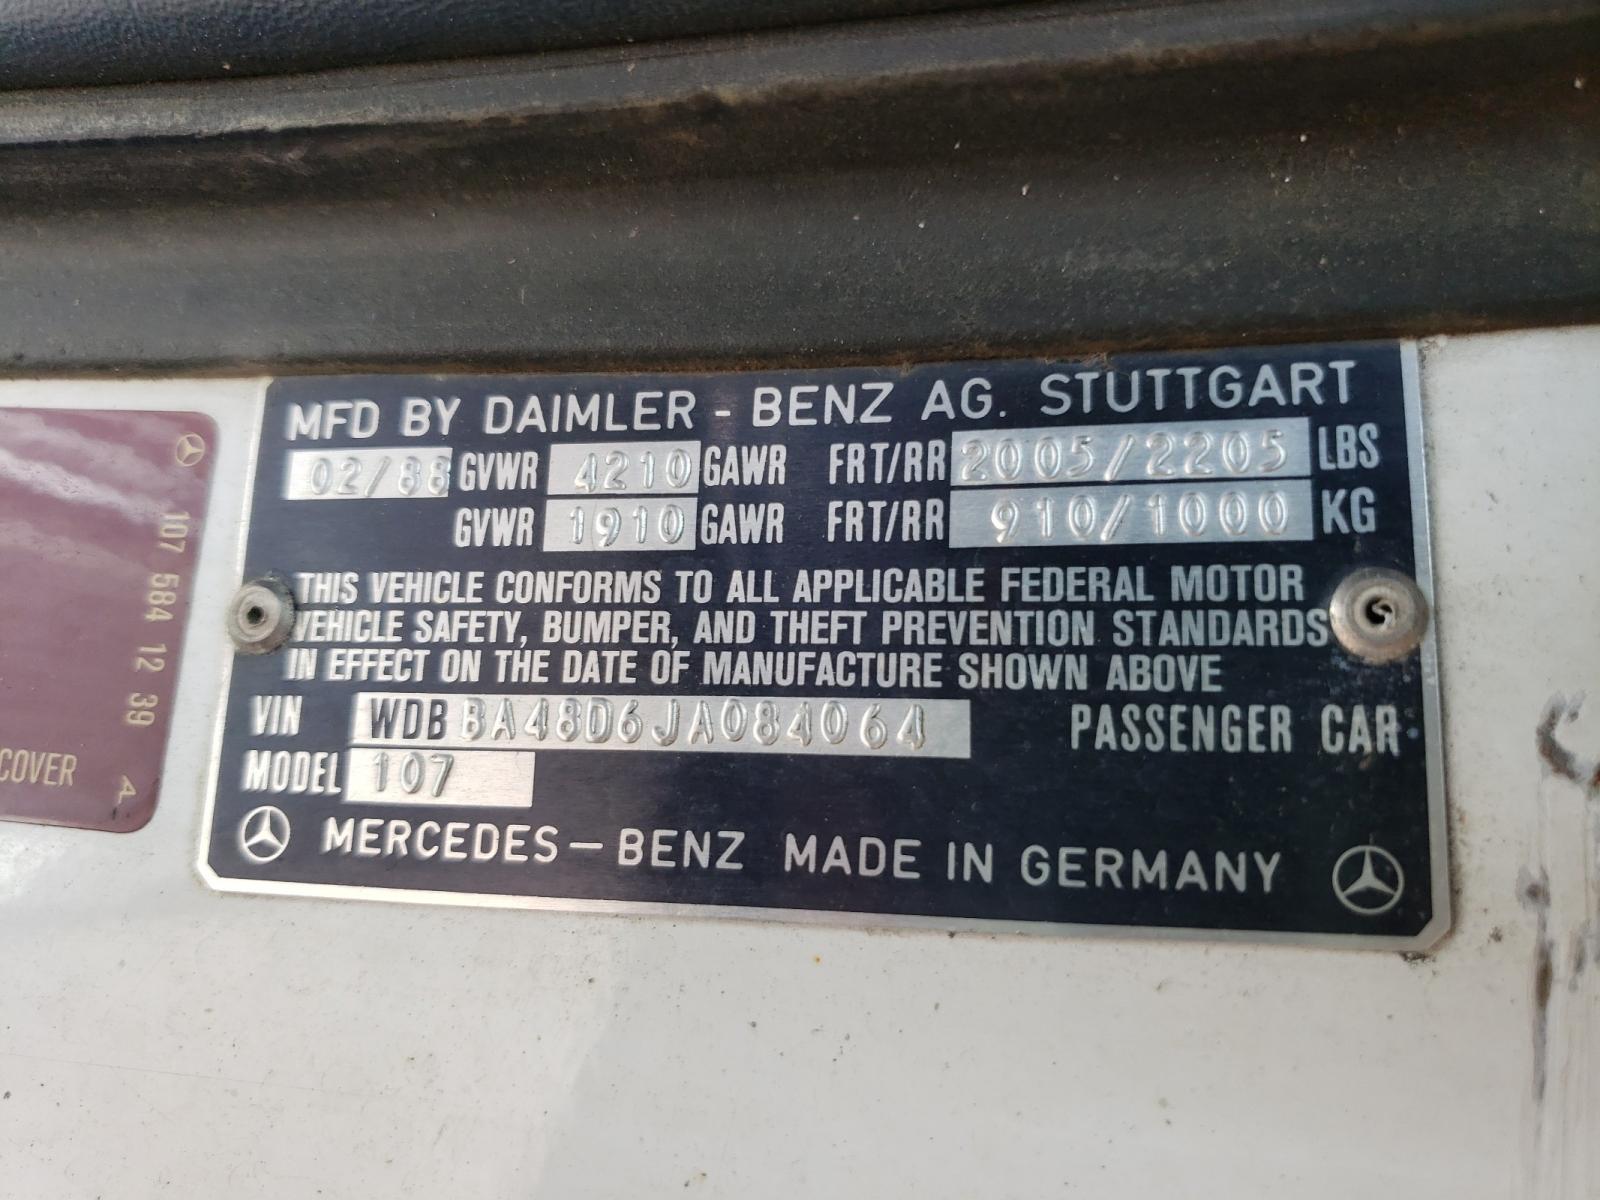 MFD BY DAIMLER - BENZ AG. STUTTGART
02/88 GVWR 4210 GAWR FRT/RR 2005/2205 LBS
GVWR 1910 GAWR FRT/RR 910/1000 KG
THIS VEHICLE CONFORMS TO ALL APPLICABLE FEDERAL MOTOR
VEHICLE SAFETY, BUMPER, AND THEFT PREVENTION STANDARDS
IN EFFECT ON THE DATE OF MANUFACTURE SHOWN ABOVE
VIN WDB BA48D6JA084064 PASSENGER CAR
MODEL 107
MERCEDES – BENZ MADE IN GERMANY
107 584 12 39
COVER A